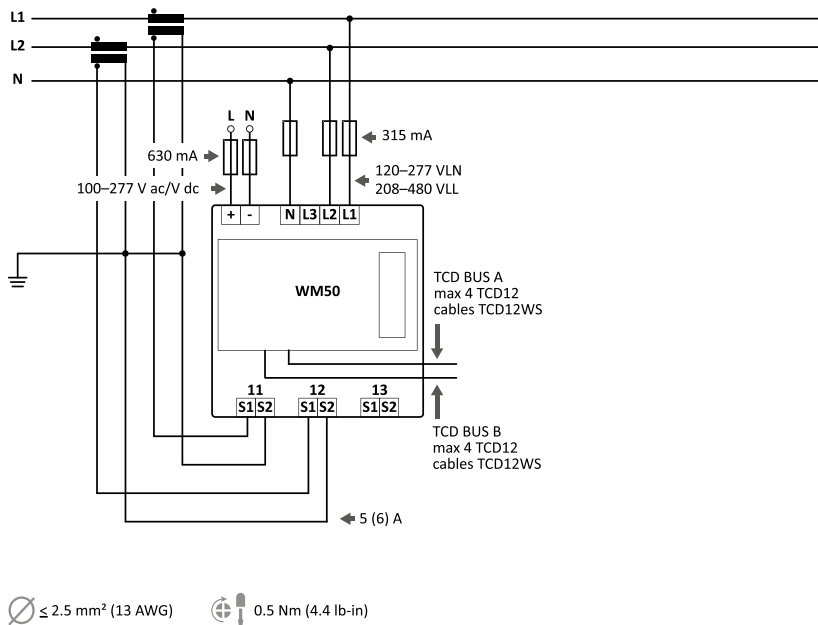 L1
L2
N
L N
630 mA
315 mA
100–277 V ac/V dc
120–277 VLN
208–480 VLL
+ - N L3 L2 L1
WM50
TCD BUS A
max 4 TCD12
cables TCD12WS
11 12 13
S1 S2 S1 S2 S1 S2
TCD BUS B
max 4 TCD12
cables TCD12WS
5 (6) A
≤ 2.5 mm² (13 AWG)
0.5 Nm (4.4 lb-in)